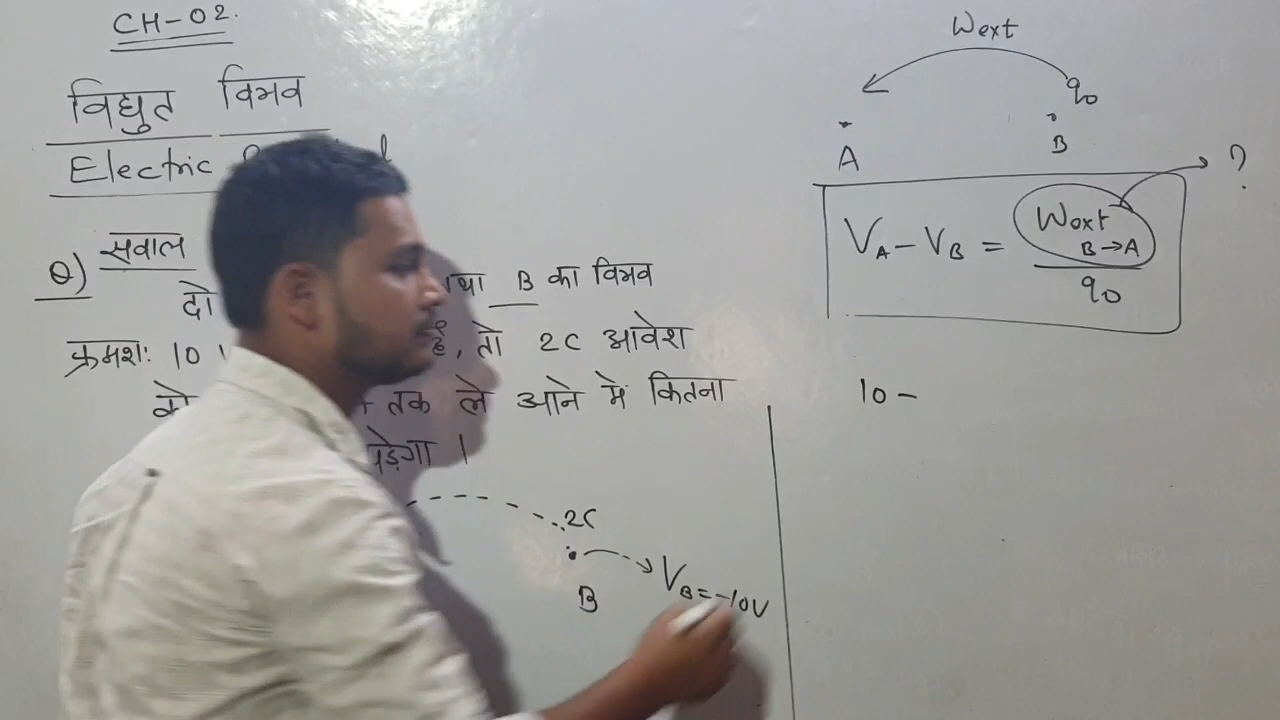 CH-02.
विद्युत विभव
Electric
Q) सवाल
दो B का विभव
क्रमशः 10 है, तो 2C आवेश
को तक ले आने में कितना
पड़ेगा ।
2C
B
V_B = -10V
Wext
q0
A B
?
V_A - V_B = Wext B→A / q0
10 -